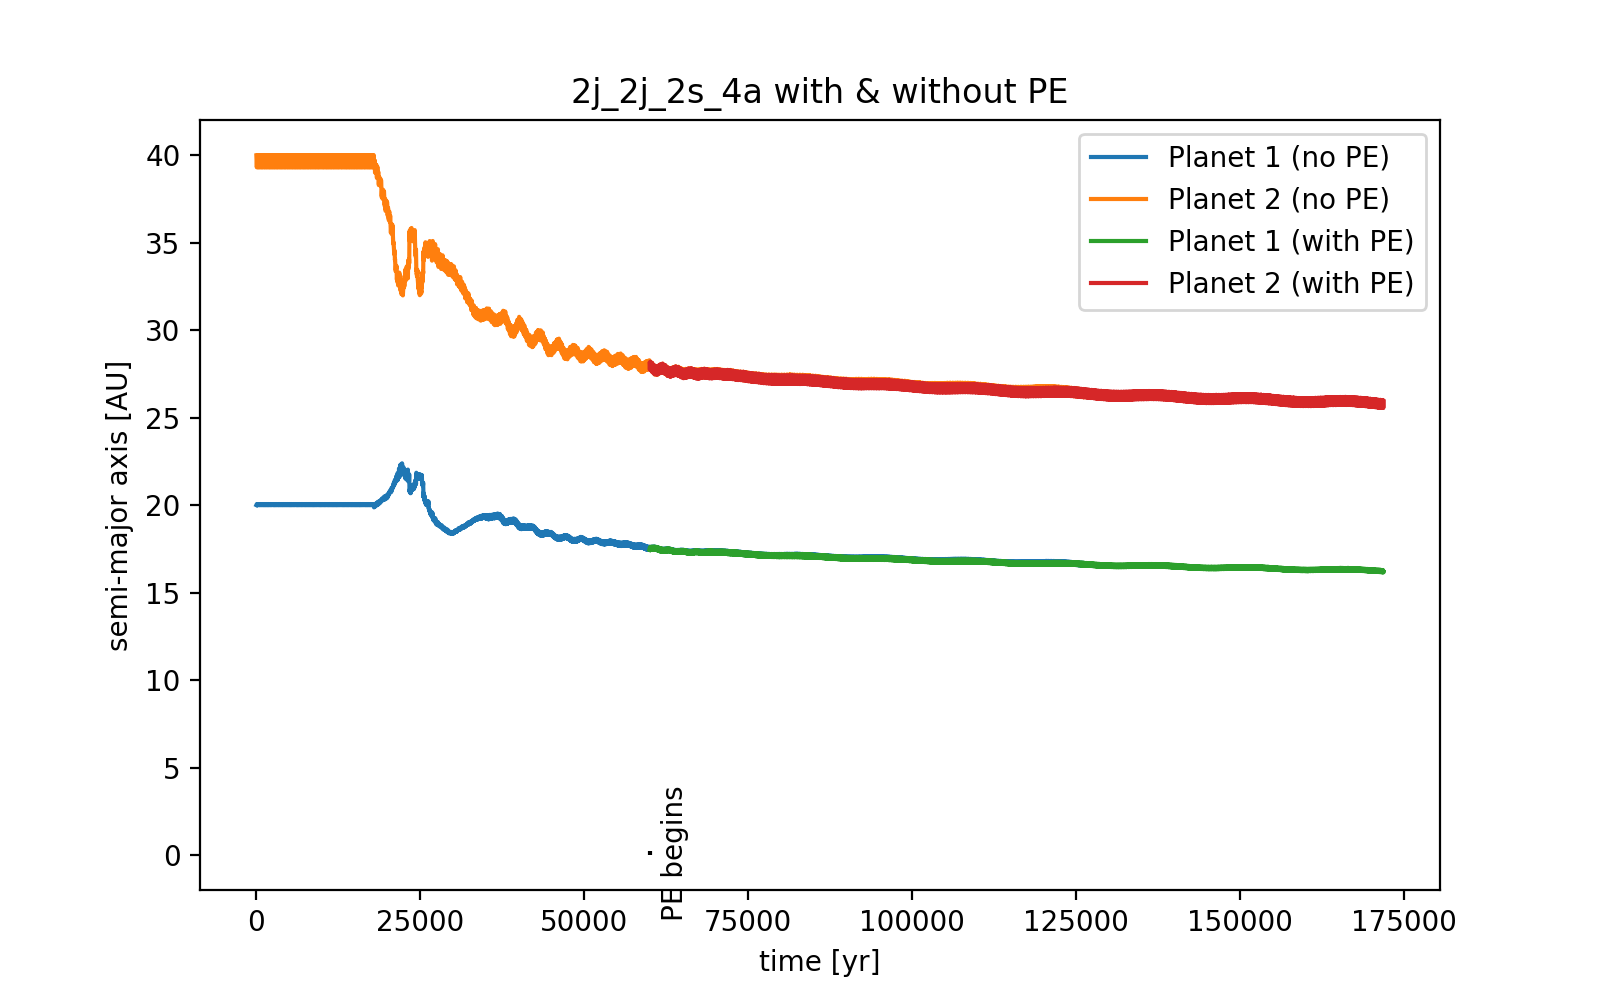 2j_2j_2s_4a with & without PE
Planet 1 (no PE)
Planet 2 (no PE)
Planet 1 (with PE)
Planet 2 (with PE)
semi-major axis [AU]
40
35
30
25
20
15
10
5
0
PE begins
0
25000
50000
75000
100000
125000
150000
175000
time [yr]